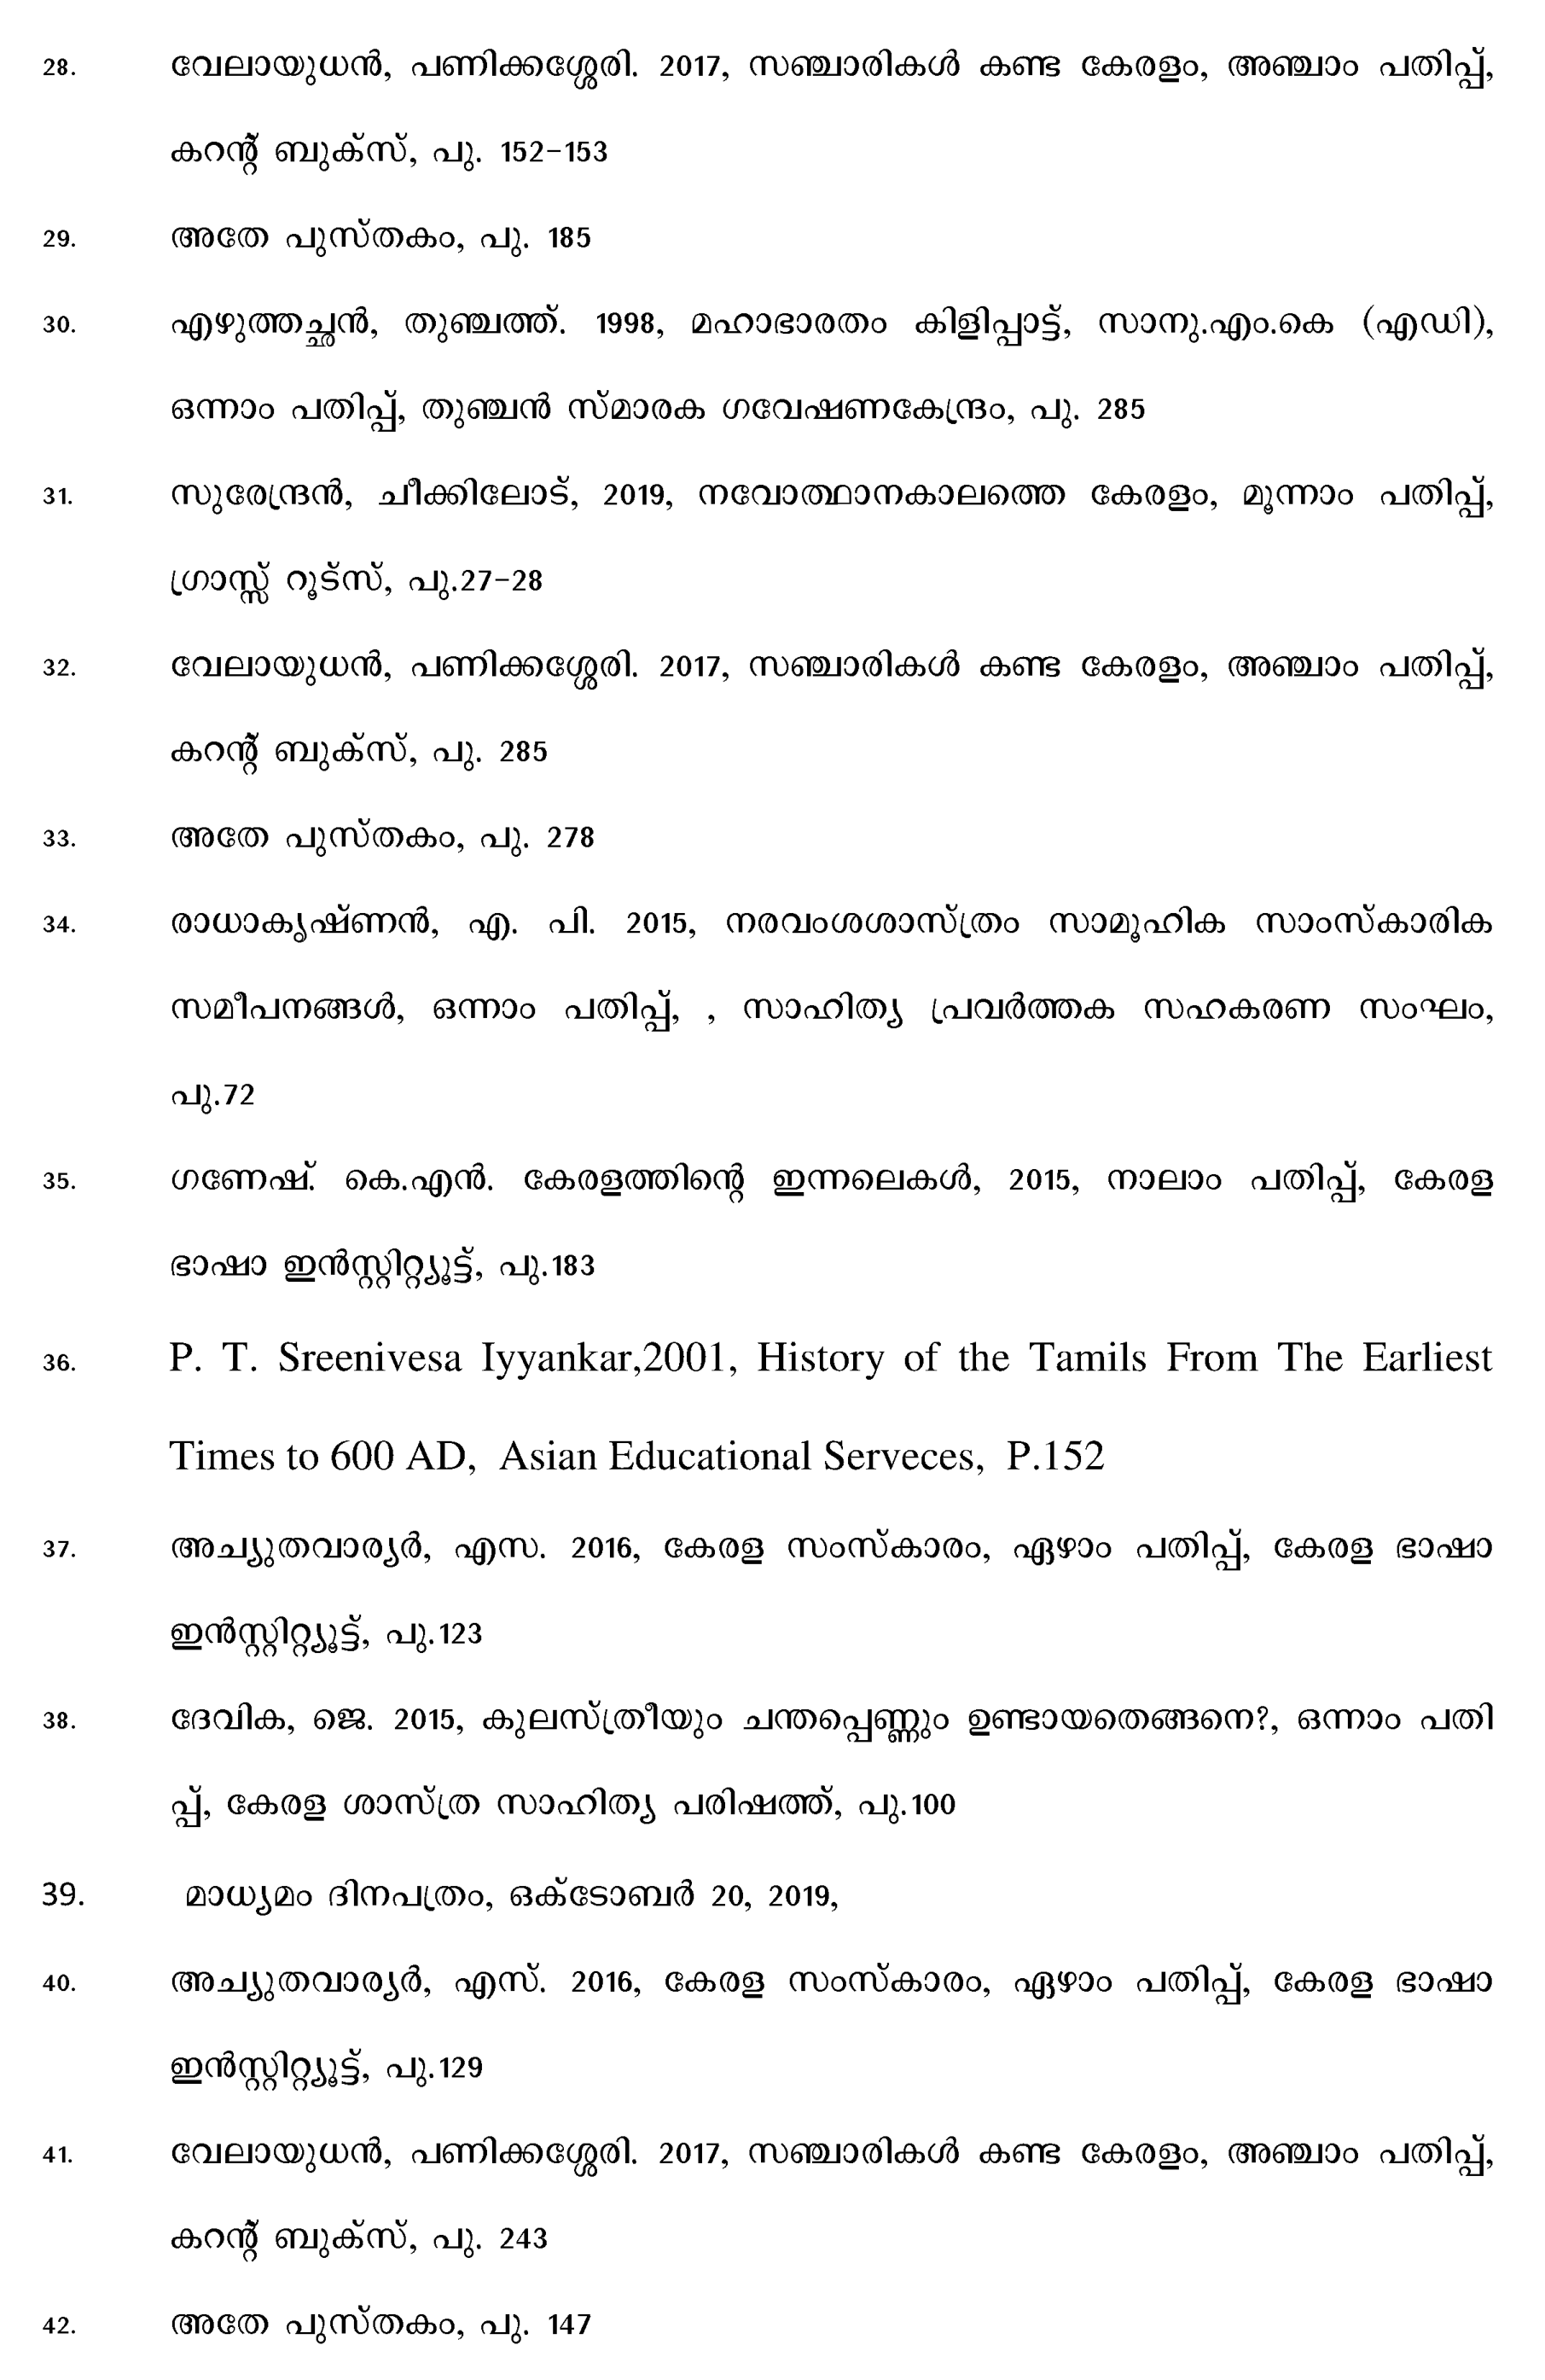 28. വേലായുധൻ, പണിക്കശ്ശേരി. 2017, സഞ്ചാരികൾ കണ്ട കേരളം, അഞ്ചാം പതിപ്പ്,
കറന്റ് ബുക്സ്, പു. 152-153
29. അതേ പുസ്തകം, പു. 185
30. എഴുത്തച്ഛൻ, തുഞ്ചത്ത്. 1998, മഹാഭാരതം കിളിപ്പാട്ട്, സാനു.എം.കെ (എഡി),
ഒന്നാം പതിപ്പ്, തുഞ്ചൻ സ്മാരക ഗവേഷണകേന്ദ്രം, പു. 285
31. സുരേന്ദ്രൻ, ചീക്കിലോട്, 2019, നവോത്ഥാനകാലത്തെ കേരളം, മൂന്നാം പതിപ്പ്,
ഗ്രാസ്സ് റൂട്സ്, പു.27-28
32. വേലായുധൻ, പണിക്കശ്ശേരി. 2017, സഞ്ചാരികൾ കണ്ട കേരളം, അഞ്ചാം പതിപ്പ്,
കറന്റ് ബുക്സ്, പു. 285
33. അതേ പുസ്തകം, പു. 278
34. രാധാകൃഷ്ണൻ, എ. പി. 2015, നരവംശശാസ്ത്രം സാമൂഹിക സാംസ്കാരിക
സമീപനങ്ങൾ, ഒന്നാം പതിപ്പ്, , സാഹിത്യ പ്രവർത്തക സഹകരണ സംഘം,
പു.72
35. ഗണേഷ്. കെ.എൻ. കേരളത്തിന്റെ ഇന്നലെകൾ, 2015, നാലാം പതിപ്പ്, കേരള
ഭാഷാ ഇൻസ്റ്റിറ്റ്യൂട്ട്, പു.183
36. P. T. Sreenivesa Iyyankar,2001, History of the Tamils From The Earliest
Times to 600 AD, Asian Educational Serveces, P.152
37. അച്യുതവാര്യർ, എസ. 2016, കേരള സംസ്കാരം, ഏഴാം പതിപ്പ്, കേരള ഭാഷാ
ഇൻസ്റ്റിറ്റ്യൂട്ട്, പു.123
38. ദേവിക, ജെ. 2015, കുലസ്ത്രീയും ചന്തപ്പെണ്ണും ഉണ്ടായതെങ്ങനെ?, ഒന്നാം പതി
പ്പ്, കേരള ശാസ്ത്ര സാഹിത്യ പരിഷത്ത്, പു.100
39. മാധ്യമം ദിനപത്രം, ഒക്ടോബർ 20, 2019,
40. അച്യുതവാര്യർ, എസ്. 2016, കേരള സംസ്കാരം, ഏഴാം പതിപ്പ്, കേരള ഭാഷാ
ഇൻസ്റ്റിറ്റ്യൂട്ട്, പു.129
41. വേലായുധൻ, പണിക്കശ്ശേരി. 2017, സഞ്ചാരികൾ കണ്ട കേരളം, അഞ്ചാം പതിപ്പ്,
കറന്റ് ബുക്സ്, പു. 243
42. അതേ പുസ്തകം, പു. 147